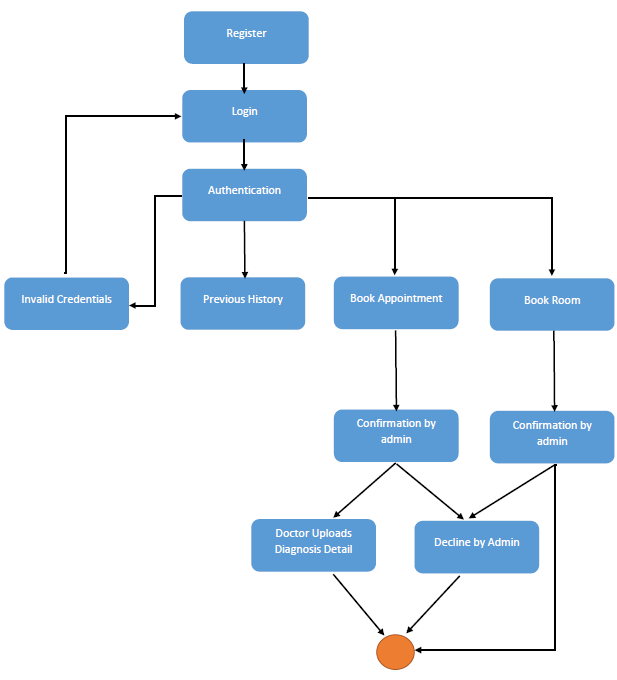 Register
Login
Authentication
Invalid Credentials
Previous History
Book Appointment
Book Room
Confirmation by
admin
Confirmation by
admin
Doctor Uploads
Diagnosis Detail
Decline by Admin